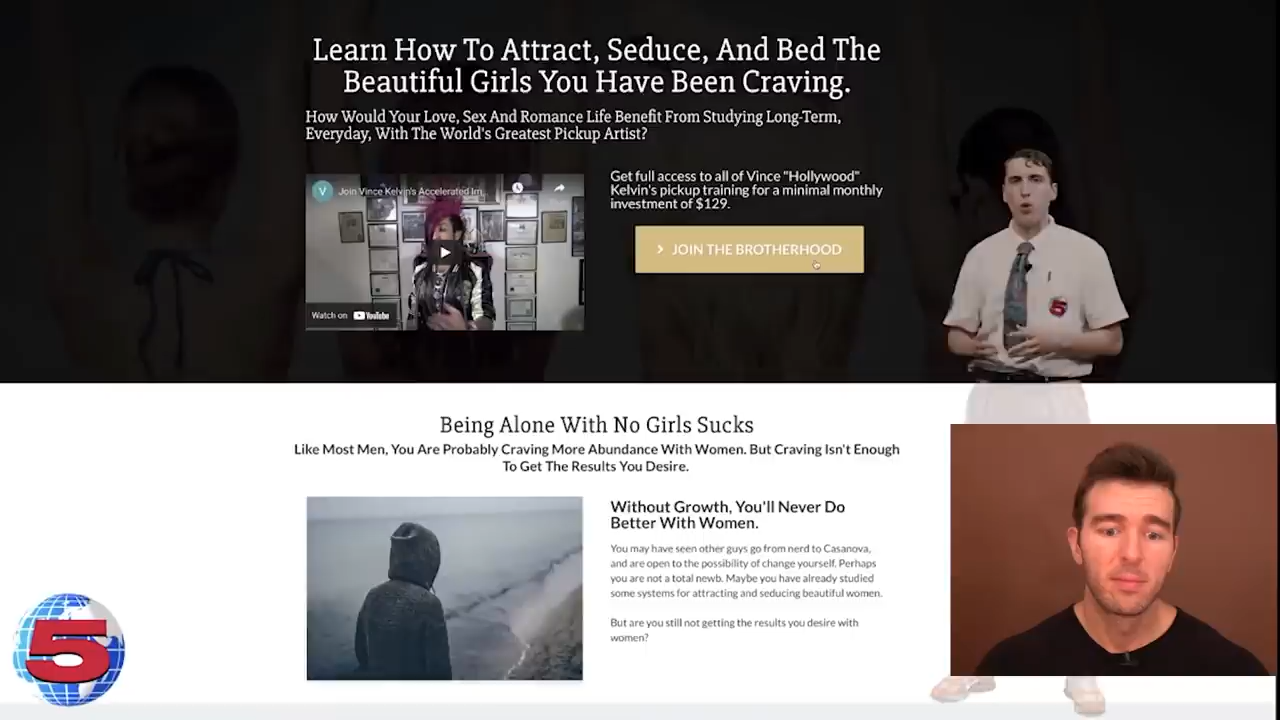 Learn How To Attract, Seduce, And Bed The
Beautiful Girls You Have Been Craving.
How Would Your Love, Sex And Romance Life Benefit From Studying Long-Term,
Everyday, With The World's Greatest Pickup Artist?
V
Join Vince Kelvin's Accelerated Im...
Watch on YouTube
Get full access to all of Vince "Hollywood"
Kelvin's pickup training for a minimal monthly
investment of $129.
> JOIN THE BROTHERHOOD
5
Being Alone With No Girls Sucks
Like Most Men, You Are Probably Craving More Abundance With Women. But Craving Isn't Enough
To Get The Results You Desire.
Without Growth, You'll Never Do
Better With Women.
You may have seen other guys go from nerd to Casanova,
and are open to the possibility of change yourself. Perhaps
you are not a total newb. Maybe you have already studied
some systems for attracting and seducing beautiful women.
But are you still not getting the results you desire with
women?
5